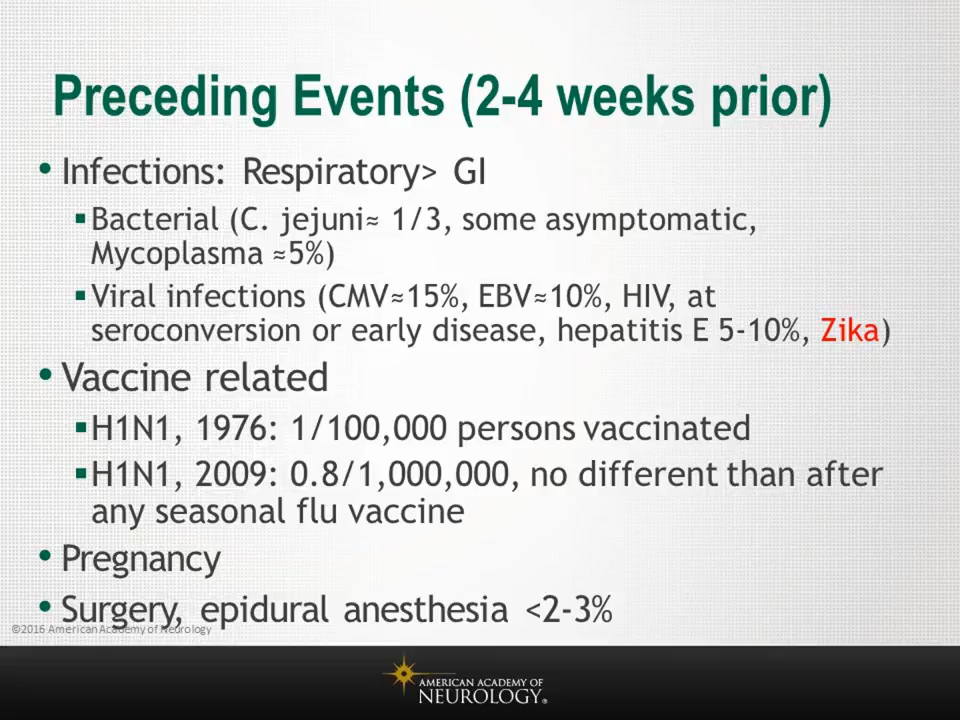 Preceding Events (2-4 weeks prior)
• Infections: Respiratory> GI
▪Bacterial (C. jejuni≈ 1/3, some asymptomatic,
Mycoplasma ≈5%)
▪Viral infections (CMV≈15%, EBV≈10%, HIV, at
seroconversion or early disease, hepatitis E 5-10%, Zika)
• Vaccine related
▪H1N1, 1976: 1/100,000 persons vaccinated
▪H1N1, 2009: 0.8/1,000,000, no different than after
any seasonal flu vaccine
• Pregnancy
• Surgery, epidural anesthesia <2-3%
©2016 American Academy of Neurology
AMERICAN ACADEMY OF
NEUROLOGY®